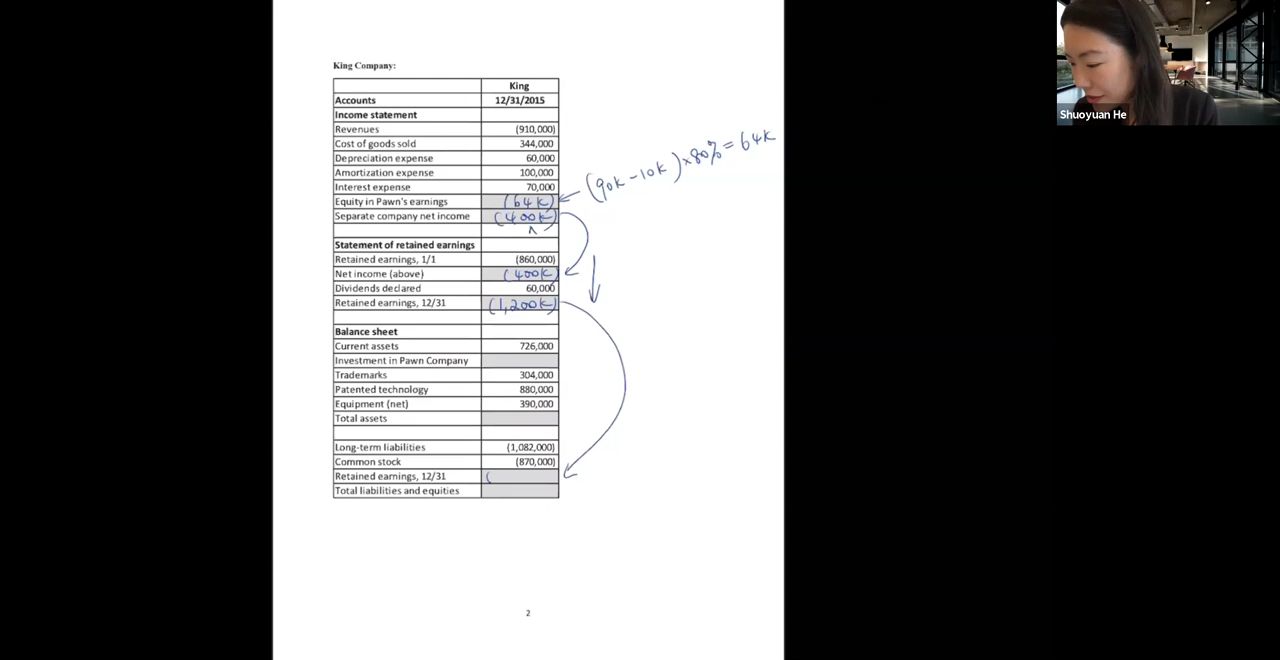 King Company:
King
Accounts 12/31/2015
Income statement
Revenues (910,000)
Cost of goods sold 344,000
Depreciation expense 60,000
Amortization expense 100,000
Interest expense 70,000
Equity in Pawn's earnings (64K) (90K-10K)×80%=64K
Separate company net income (400K)
Statement of retained earnings
Retained earnings, 1/1 (860,000)
Net income (above) (400K)
Dividends declared 60,000
Retained earnings, 12/31 (1,200K)
Balance sheet
Current assets 726,000
Investment in Pawn Company
Trademarks 304,000
Patented technology 880,000
Equipment (net) 390,000
Total assets
Long-term liabilities (1,082,000)
Common stock (870,000)
Retained earnings, 12/31 (
Total liabilities and equities
2
Shuoyuan He